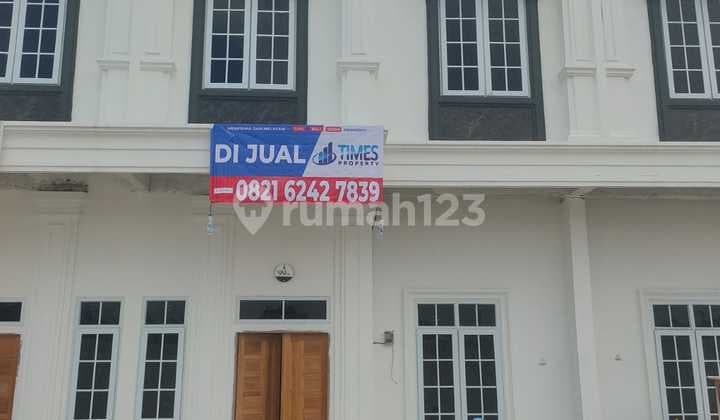 DI JUAL
TIMES
PROPERTY
0821 6242 7839
rumah123